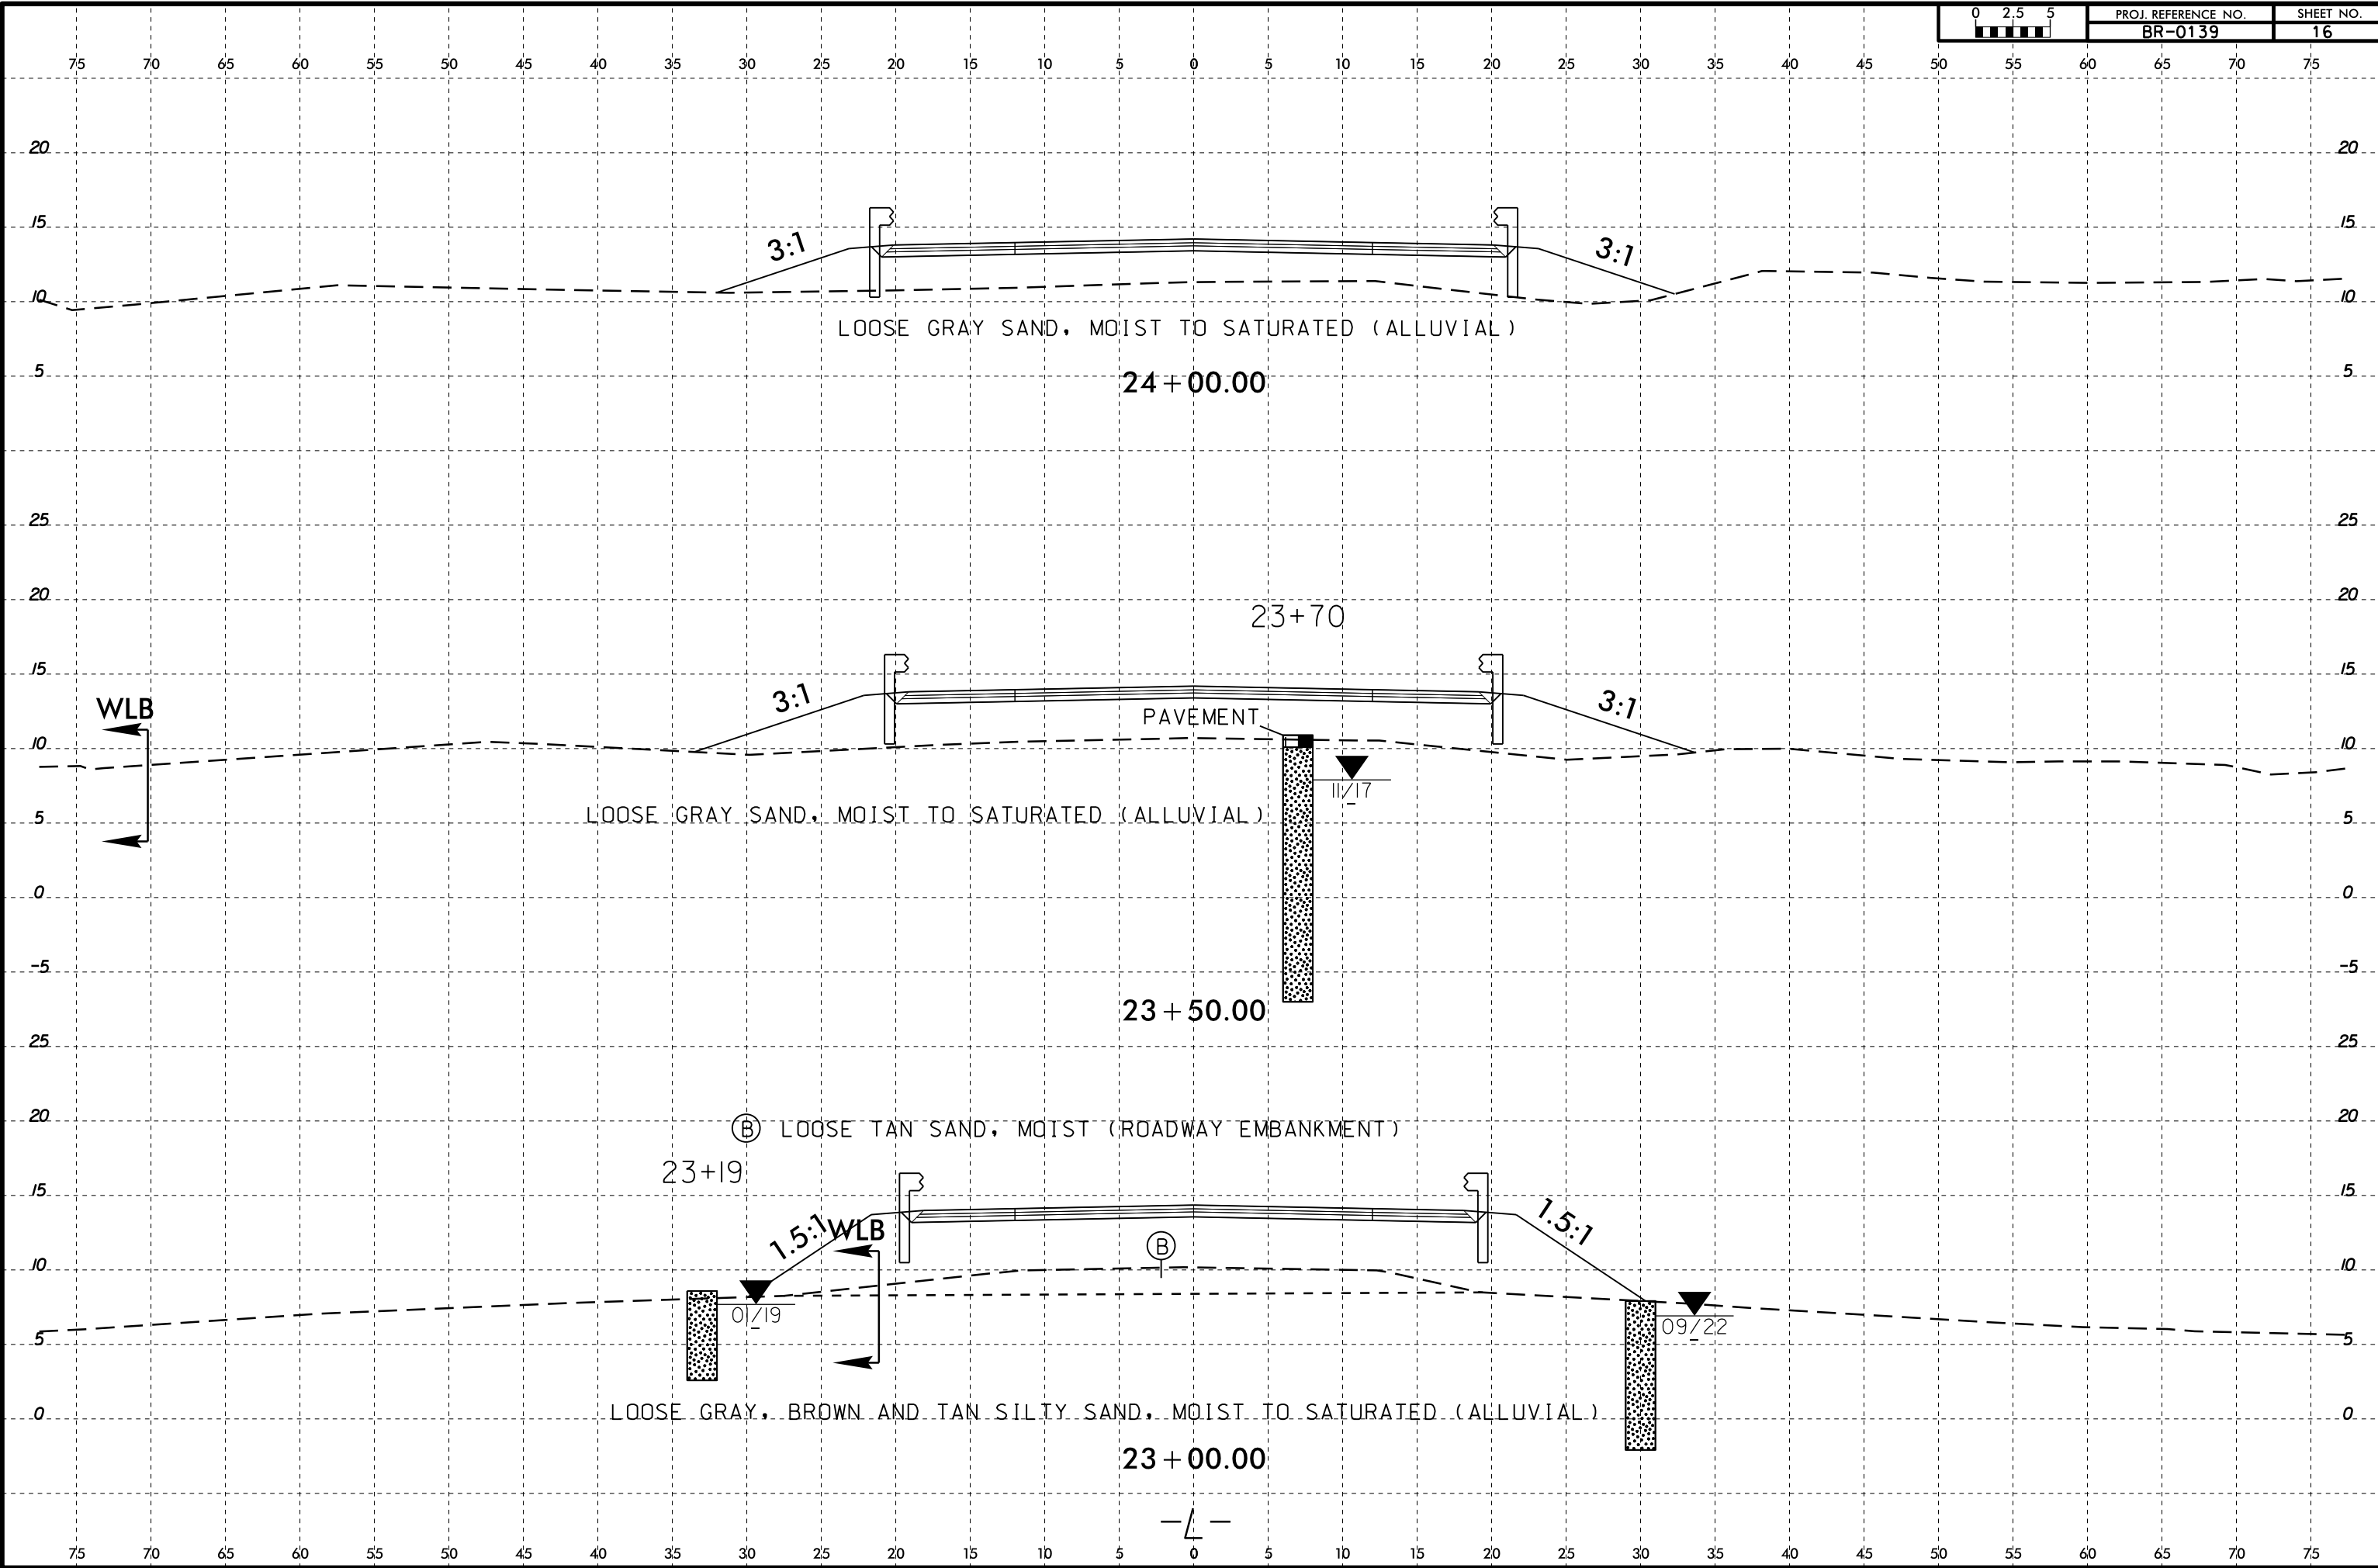 0 2.5 5
PROJ. REFERENCE NO. SHEET NO.
BR-0139 16
75 70 65 60 55 50 45 40 35 30 25 20 15 10 5 0 5 10 15 20 25 30 35 40 45 50 55 60 65 70 75
20 20
15 15
3:1 3:1
10 10
LOOSE GRAY SAND, MOIST TO SATURATED (ALLUVIAL)
5 5
24+00.00
25 25
20 20
23+70
15 15
3:1 3:1
WLB
PAVEMENT
10 10
11/17
LOOSE GRAY SAND, MOIST TO SATURATED (ALLUVIAL)
5 5
0 0
-5 -5
23+50.00
25 25
20 20
B LOOSE TAN SAND, MOIST (ROADWAY EMBANKMENT)
23+19
15 15
1.5:1 WLB 1.5:1
B
10 10
01/19 09/22
5 5
LOOSE GRAY, BROWN AND TAN SILTY SAND, MOIST TO SATURATED (ALLUVIAL)
0 0
23+00.00
-L-
75 70 65 60 55 50 45 40 35 30 25 20 15 10 5 0 5 10 15 20 25 30 35 40 45 50 55 60 65 70 75